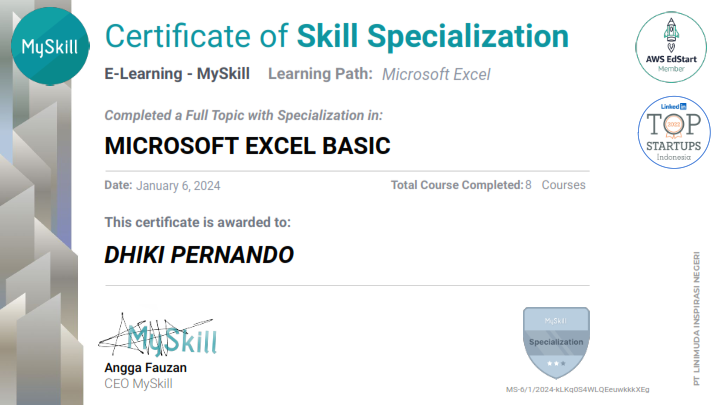 MySkill
Certificate of Skill Specialization
E-Learning - MySkill Learning Path: Microsoft Excel
AWS EdStart
Member
Completed a Full Topic with Specialization in:
MICROSOFT EXCEL BASIC
LinkedIn
TOP
2022
STARTUPS
Indonesia
Date: January 6, 2024 Total Course Completed: 8 Courses
This certificate is awarded to:
DHIKI PERNANDO
MySkill
Angga Fauzan
CEO MySkill
MySkill
Specialization
MS-6/1/2024-kLKq0S4WLQEeuwkkkXEg
PT LINIMUDA INSPIRASI NEGERI